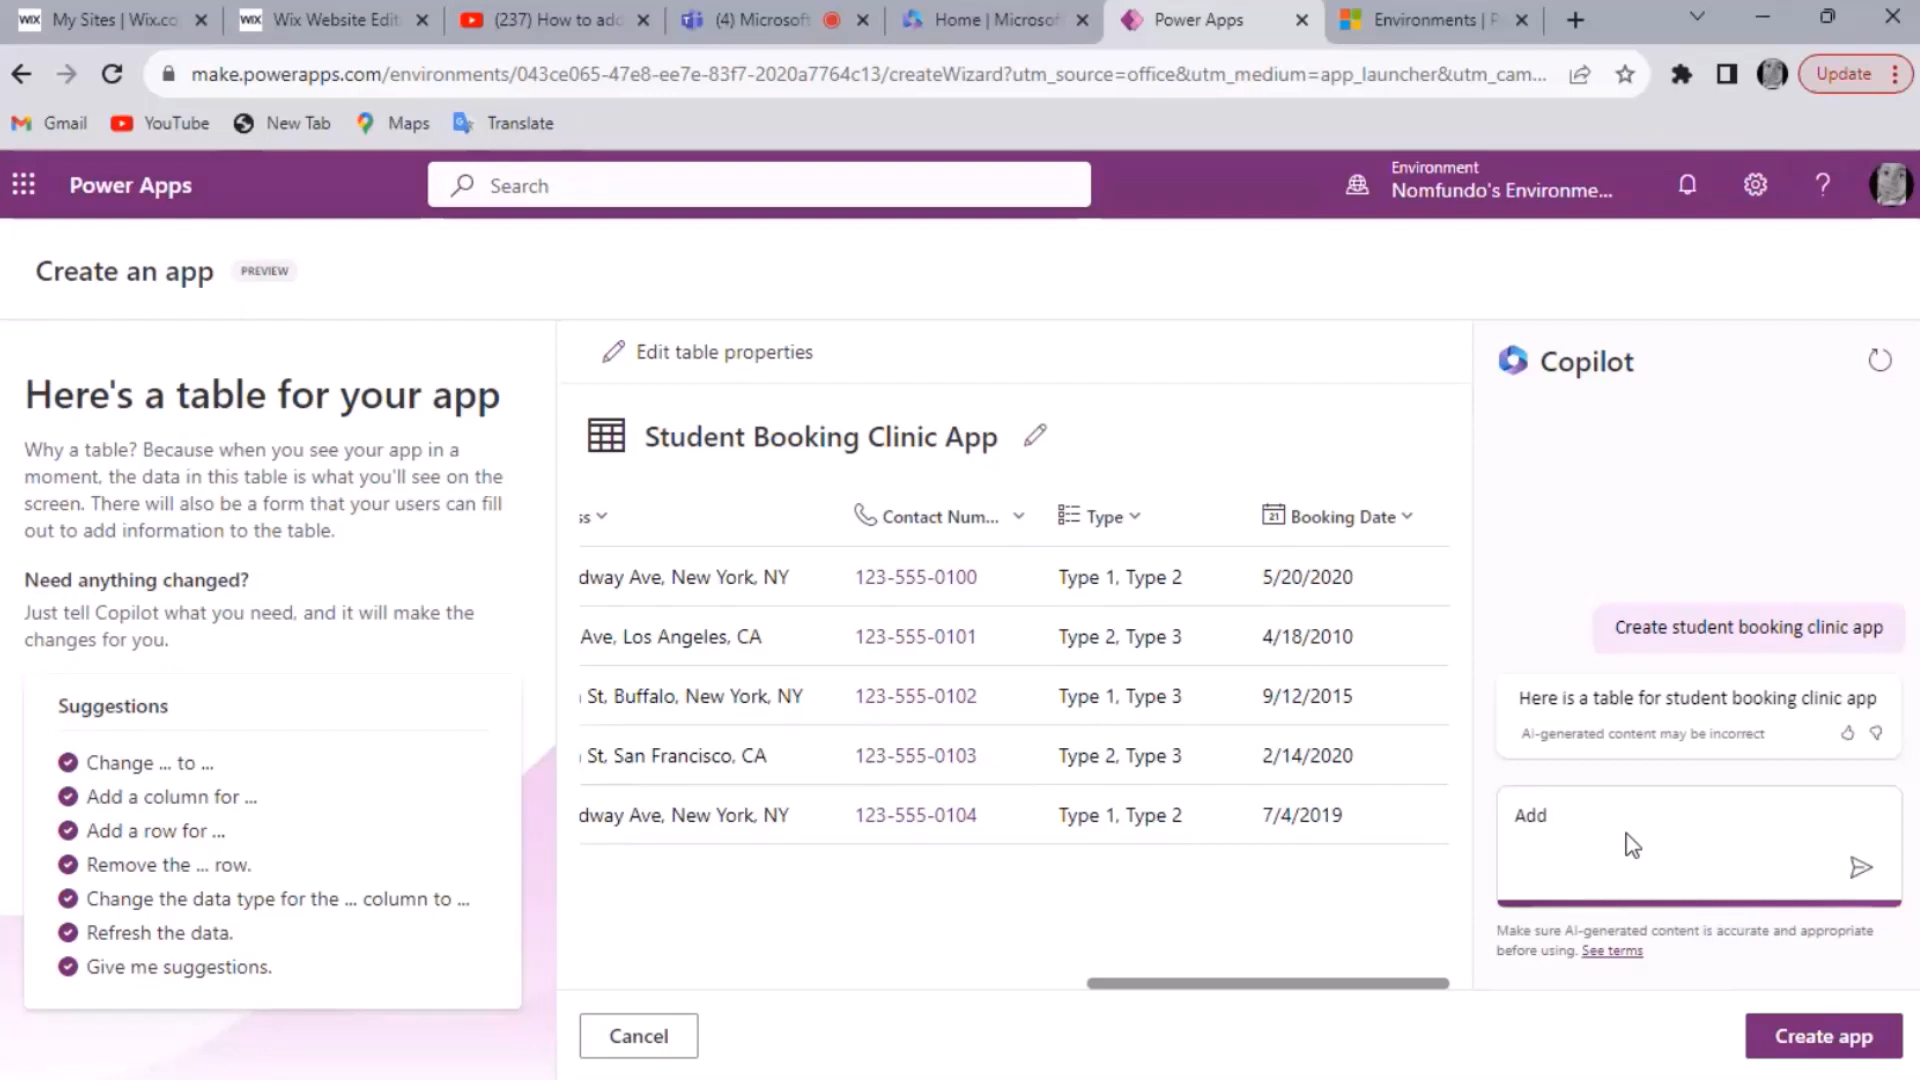 My Sites | Wix.co
Wix Website Edit
(237) How to add
(4) Microsoft
Home | Microsof
Power Apps
Environments | P
make.powerapps.com/environments/043ce065-47e8-ee7e-83f7-2020a7764c13/createWizard?utm_source=office&utm_medium=app_launcher&utm_cam...
Update
Gmail
YouTube
New Tab
Maps
Translate
Power Apps
Search
Environment
Nomfundo's Environme...
Create an app PREVIEW
Here's a table for your app
Why a table? Because when you see your app in a
moment, the data in this table is what you'll see on the
screen. There will also be a form that your users can fill
out to add information to the table.
Need anything changed?
Just tell Copilot what you need, and it will make the
changes for you.
Suggestions
Change ... to ...
Add a column for ...
Add a row for ...
Remove the ... row.
Change the data type for the ... column to ...
Refresh the data.
Give me suggestions.
Edit table properties
Student Booking Clinic App
ss Contact Num... Type Booking Date
dway Ave, New York, NY 123-555-0100 Type 1, Type 2 5/20/2020
Ave, Los Angeles, CA 123-555-0101 Type 2, Type 3 4/18/2010
St, Buffalo, New York, NY 123-555-0102 Type 1, Type 3 9/12/2015
St, San Francisco, CA 123-555-0103 Type 2, Type 3 2/14/2020
dway Ave, New York, NY 123-555-0104 Type 1, Type 2 7/4/2019
Cancel
Copilot
Create student booking clinic app
Here is a table for student booking clinic app
AI-generated content may be incorrect
Add
Make sure AI-generated content is accurate and appropriate
before using. See terms
Create app